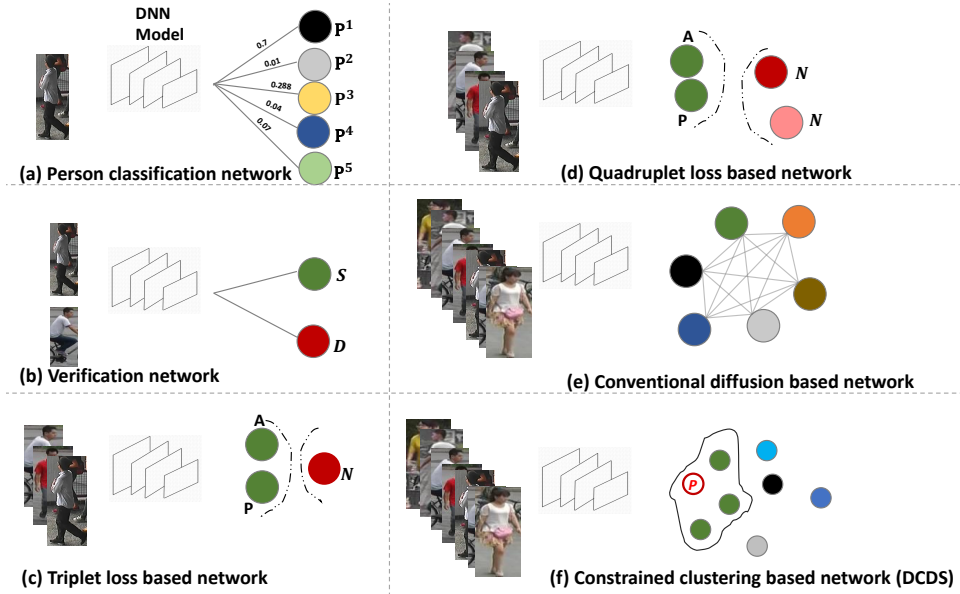 DNN
Model
0.7
0.01
0.288
0.04
0.07
P¹
P²
P³
P⁴
P⁵
(a) Person classification network
S
D
(b) Verification network
A
P
N
(c) Triplet loss based network
A
P
N
N
(d) Quadruplet loss based network
(e) Conventional diffusion based network
P
(f) Constrained clustering based network (DCDS)